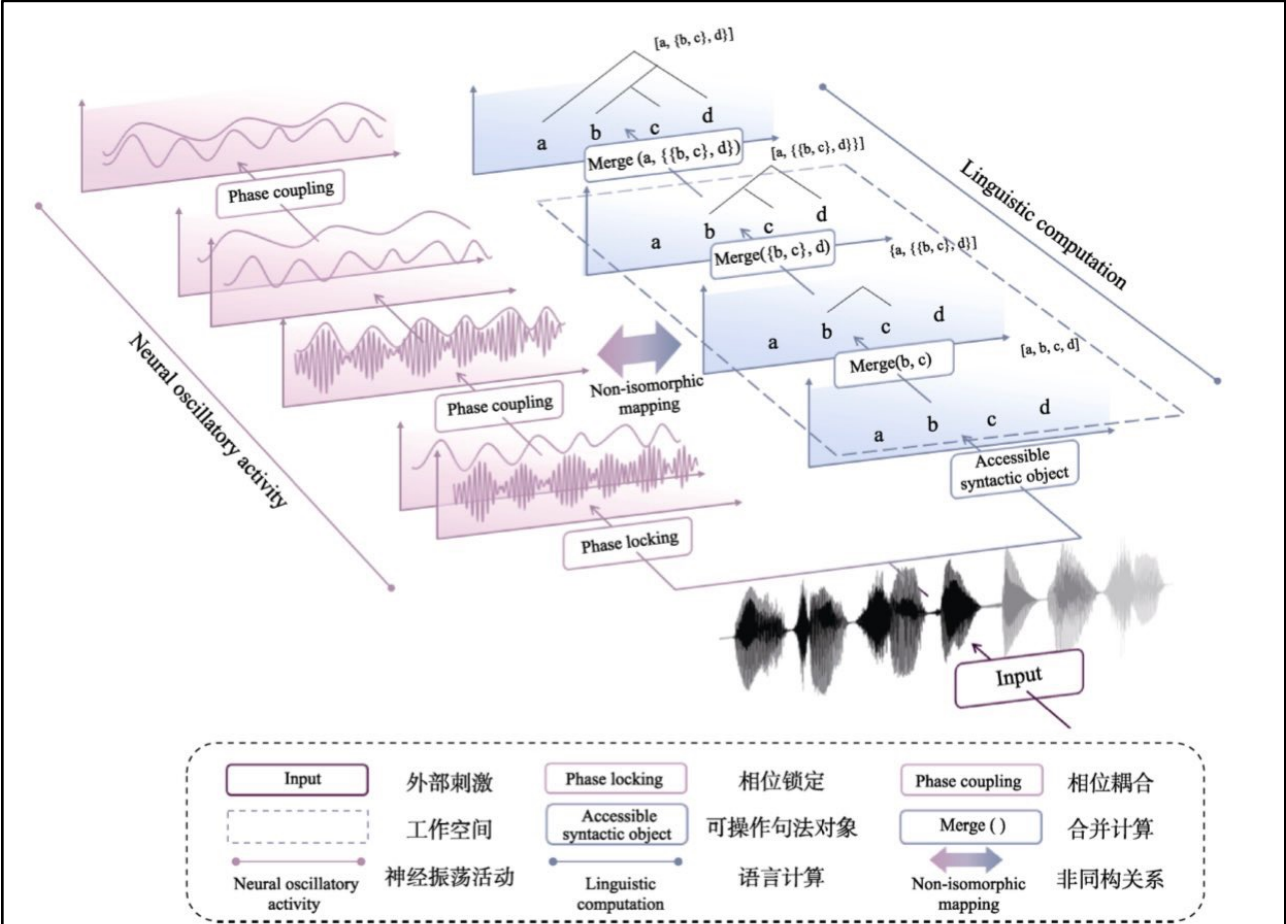 [a, {b, c}, d}]
a b c d
Merge (a, {{b, c}, d})
Phase coupling
[a, {{b, c}, d}}]
a b c d
Merge({b, c}, d)
{a, {{b, c}, d}]
Linguistic computation
Neural oscillatory activity
a b c d
Merge(b, c)
[a, b, c, d]
Non-isomorphic
mapping
Phase coupling
a b c d
Accessible
syntactic object
Phase locking
Input
Input 外部刺激 Phase locking 相位锁定 Phase coupling 相位耦合
工作空间 Accessible syntactic object 可操作句法对象 Merge ( ) 合并计算
Neural oscillatory activity 神经振荡活动 Linguistic computation 语言计算 Non-isomorphic mapping 非同构关系